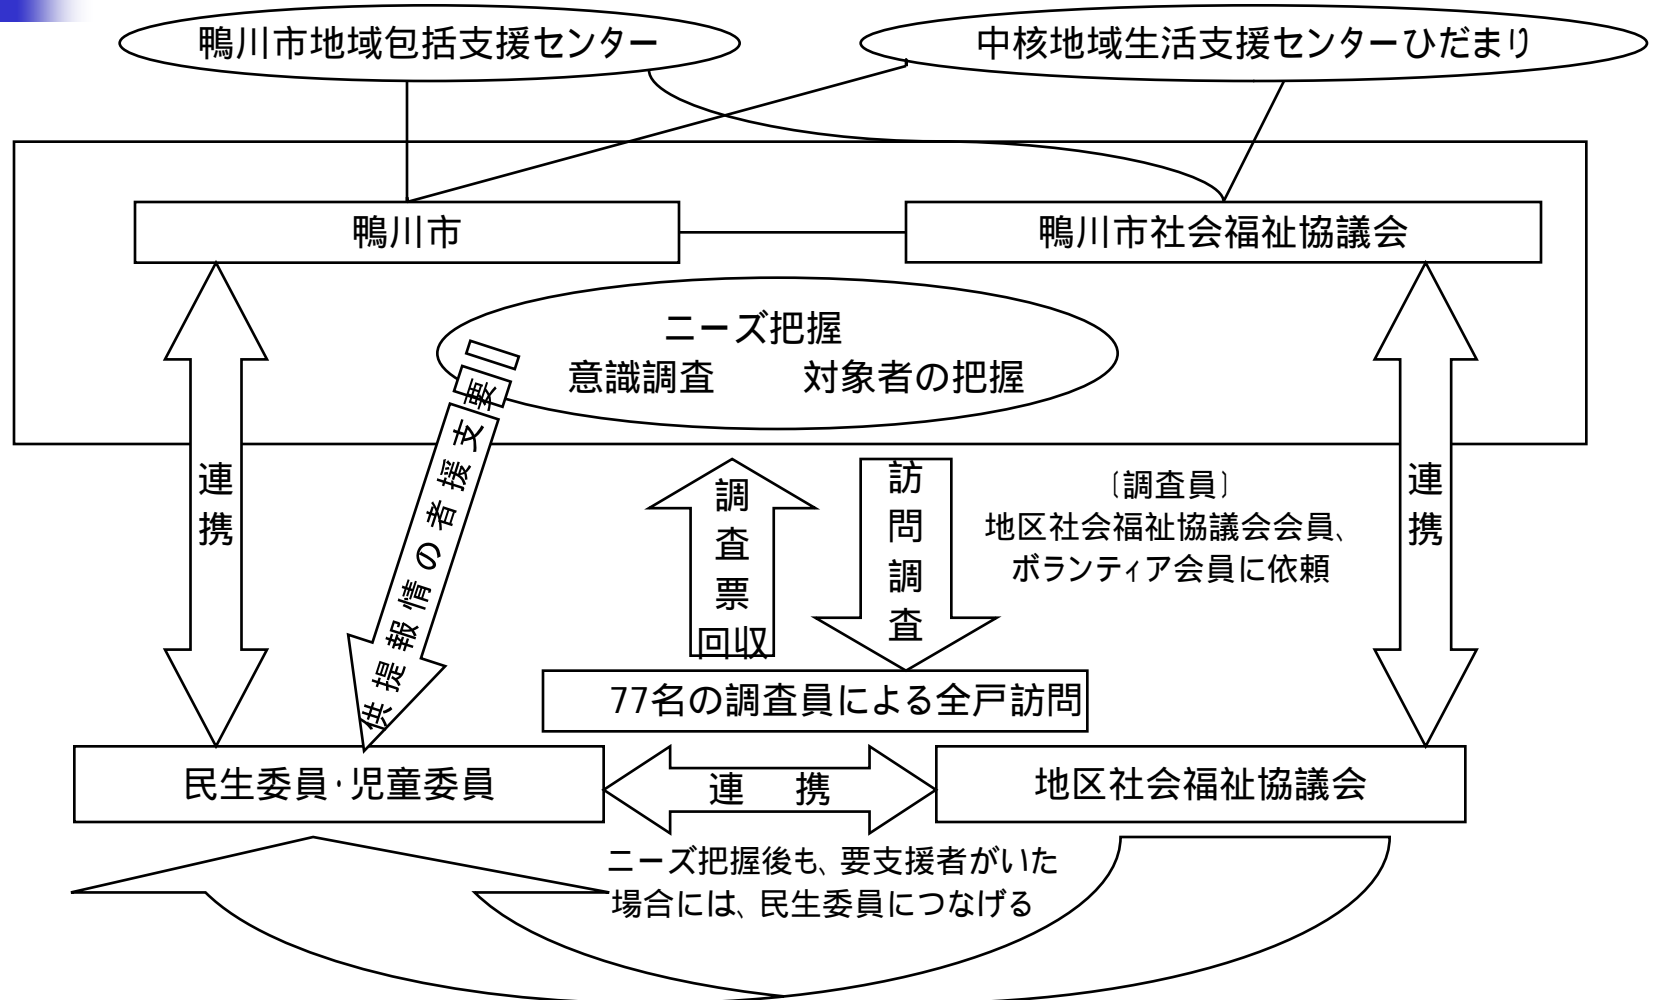 鴨川市地域包括支援センター
中核地域生活支援センターひだまり
鴨川市
鴨川市社会福祉協議会
ニーズ把握
意識調査　対象者の把握
要支援者の情報提供
連携
調査票回収
訪問調査
〔調査員〕
地区社会福祉協議会会員、
ボランティア会員に依頼
連携
77名の調査員による全戸訪問
民生委員・児童委員
連　携
地区社会福祉協議会
ニーズ把握後も、要支援者がいた
場合には、民生委員につなげる